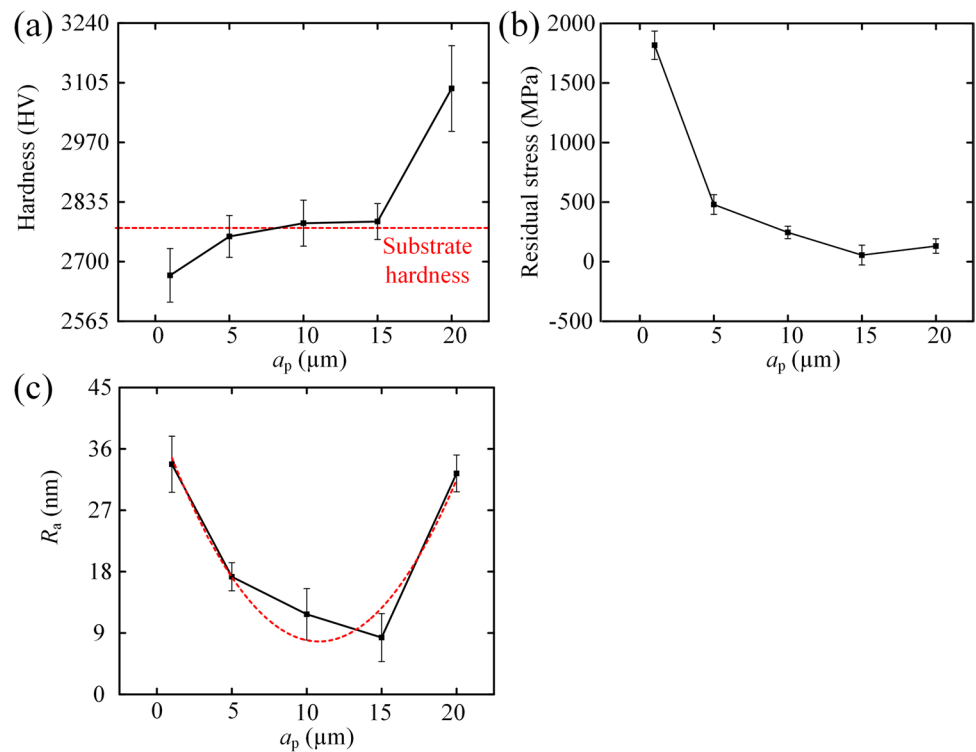 (a)
3240
3105
2970
2835
2700
2565
Hardness (HV)
Substrate
hardness
0 5 10 15 20
aₚ (µm)
(b)
2000
1500
1000
500
0
-500
Residual stress (MPa)
0 5 10 15 20
aₚ (µm)
(c)
45
36
27
18
9
0
Rₐ (nm)
0 5 10 15 20
aₚ (µm)